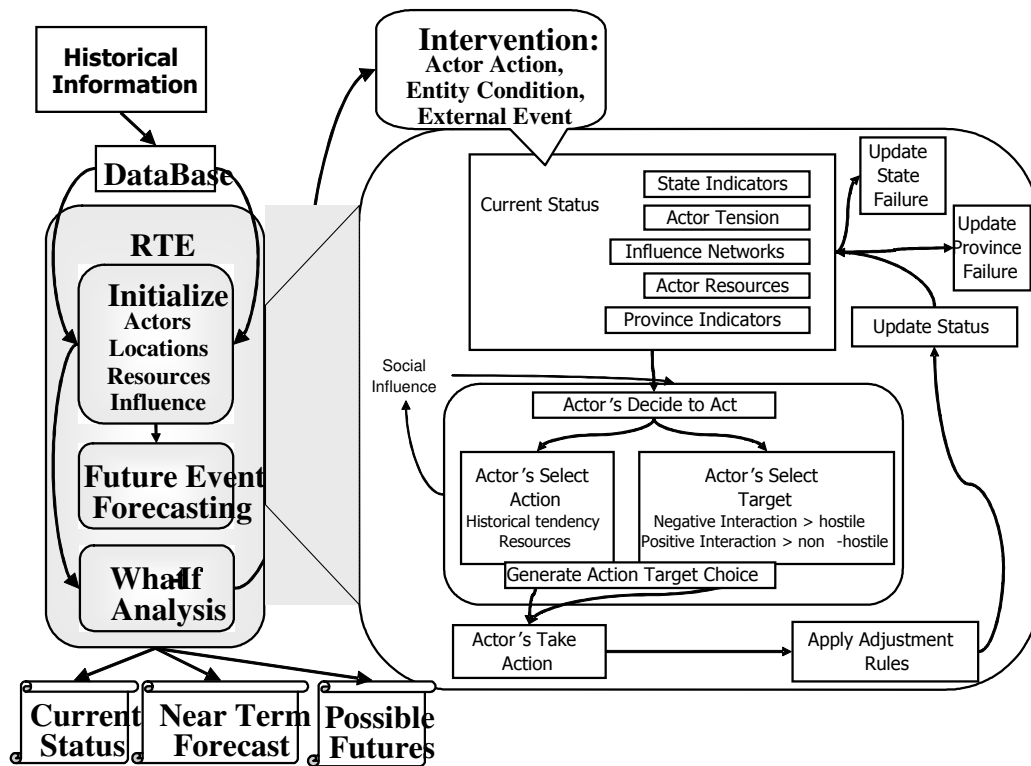 Historical
Information
DataBase
RTE
Initialize
Actors
Locations
Resources
Influence
Future Event
Forecasting
What-If
Analysis
Current
Status
Near Term
Forecast
Possible
Futures
Intervention:
Actor Action,
Entity Condition,
External Event
Current Status
State Indicators
Actor Tension
Influence Networks
Actor Resources
Province Indicators
Update
State
Failure
Update
Province
Failure
Update Status
Social
Influence
Actor's Decide to Act
Actor's Select
Action
Historical tendency
Resources
Actor's Select
Target
Negative Interaction > hostile
Positive Interaction > non -hostile
Generate Action Target Choice
Actor's Take
Action
Apply Adjustment
Rules